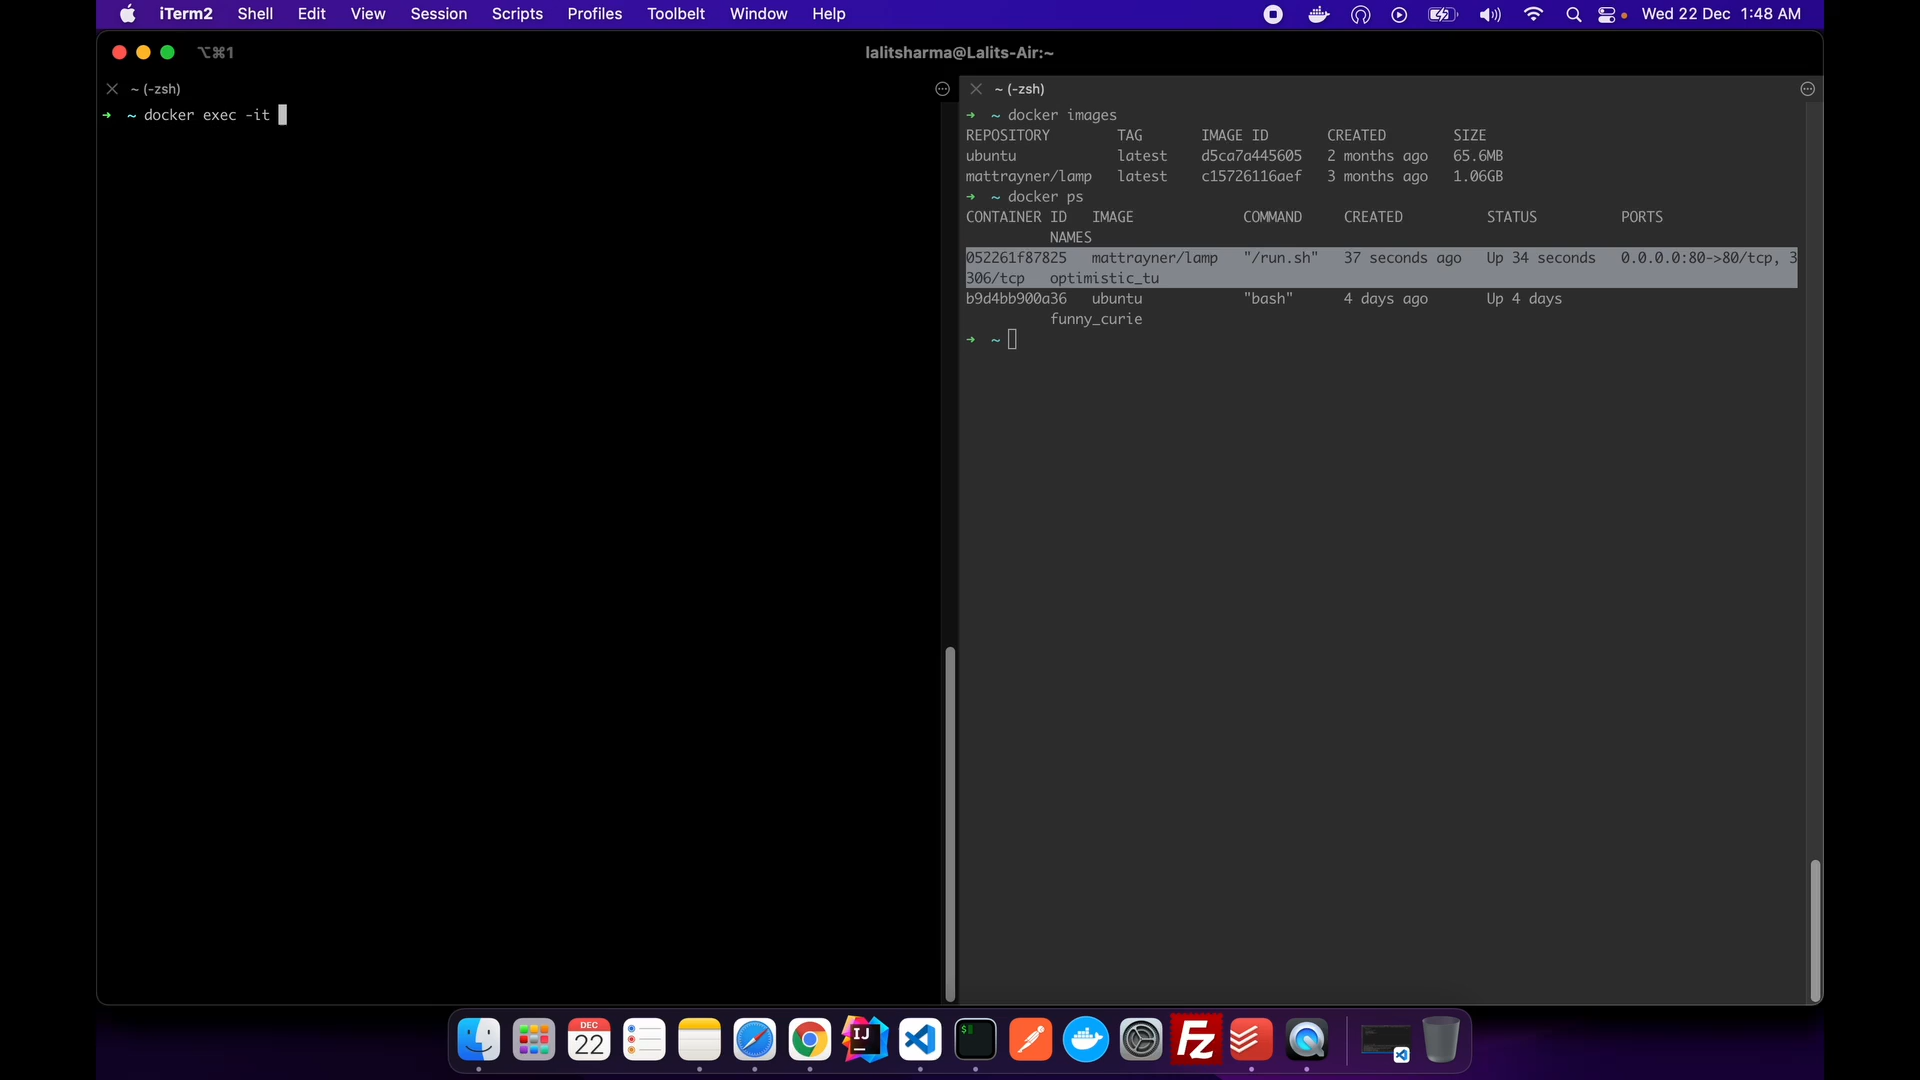 iTerm2 Shell Edit View Session Scripts Profiles Toolbelt Window Help Wed 22 Dec 1:48 AM
⌥⌘1 lalitsharma@Lalits-Air:~
~ (-zsh)
➜ ~ docker exec -it
~ (-zsh)
➜ ~ docker images
REPOSITORY TAG IMAGE ID CREATED SIZE
ubuntu latest d5ca7a445605 2 months ago 65.6MB
mattrayner/lamp latest c15726116aef 3 months ago 1.06GB
➜ ~ docker ps
CONTAINER ID IMAGE COMMAND CREATED STATUS PORTS
NAMES
052261f87825 mattrayner/lamp "/run.sh" 37 seconds ago Up 34 seconds 0.0.0.0:80->80/tcp, 3
306/tcp optimistic_tu
b9d4bb900a36 ubuntu "bash" 4 days ago Up 4 days
funny_curie
➜ ~
DEC
22
IJ
$
FZ